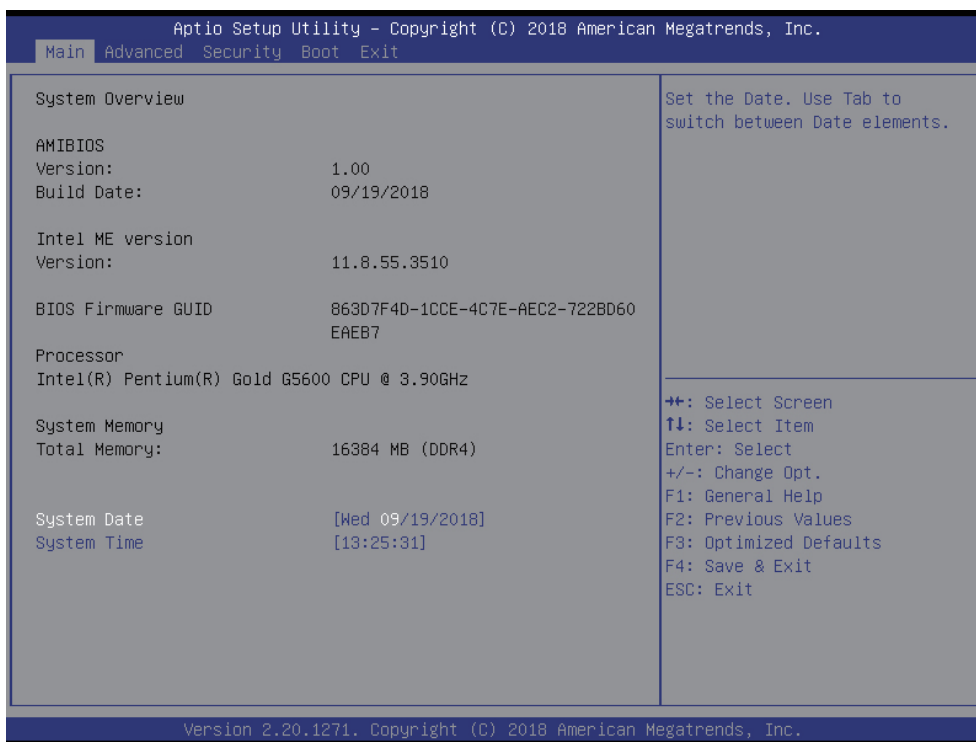 Aptio Setup Utility – Copyright (C) 2018 American Megatrends, Inc.
Main Advanced Security Boot Exit
System Overview
AMIBIOS
Version: 1.00
Build Date: 09/19/2018
Intel ME version
Version: 11.8.55.3510
BIOS Firmware GUID 863D7F4D-1CCE-4C7E-AEC2-722BD60
EAEB7
Processor
Intel(R) Pentium(R) Gold G5600 CPU @ 3.90GHz
System Memory
Total Memory: 16384 MB (DDR4)
System Date [Wed 09/19/2018]
System Time [13:25:31]
Set the Date. Use Tab to
switch between Date elements.
→←: Select Screen
↑↓: Select Item
Enter: Select
+/-: Change Opt.
F1: General Help
F2: Previous Values
F3: Optimized Defaults
F4: Save & Exit
ESC: Exit
Version 2.20.1271. Copyright (C) 2018 American Megatrends, Inc.